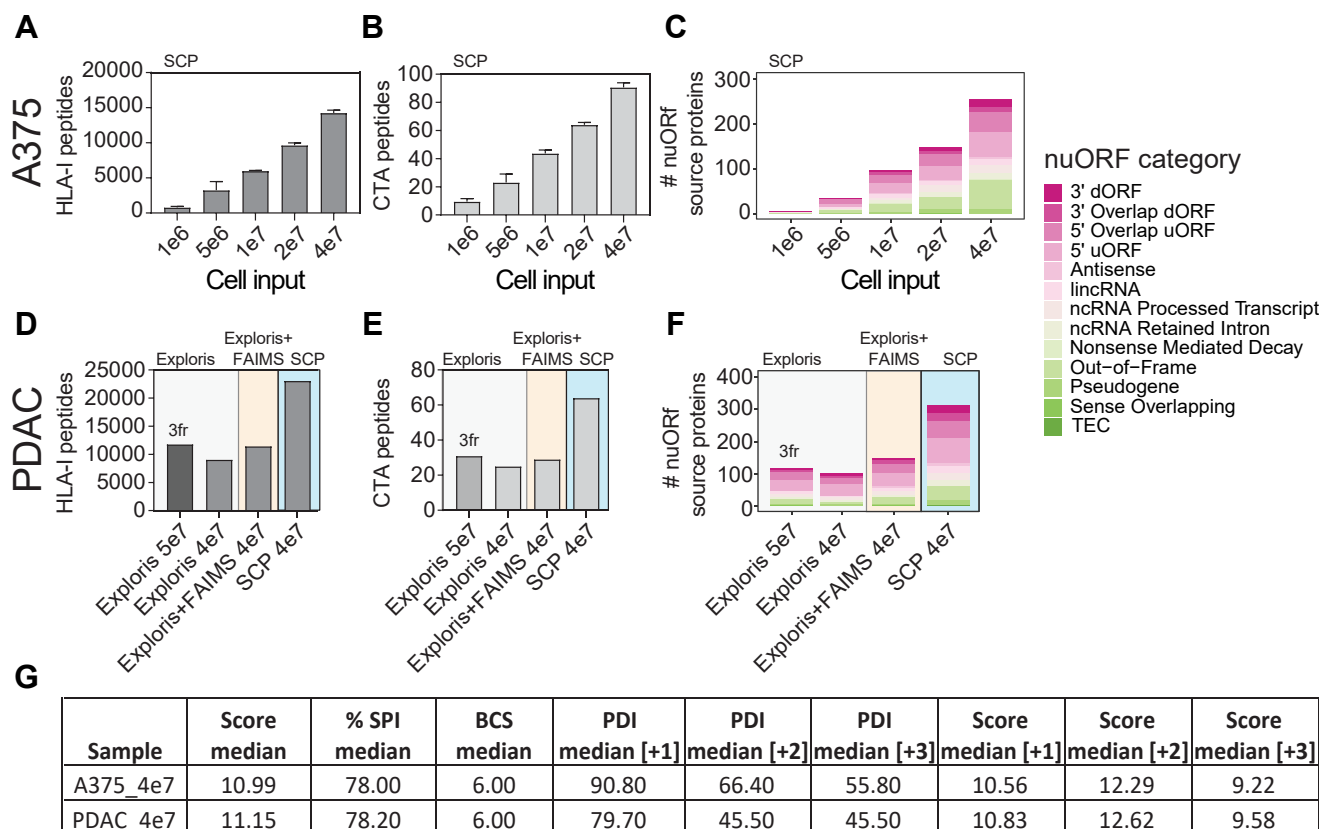 A
B
C
A375
SCP
HLA-I peptides
20000
15000
10000
5000
0
1e6
5e6
1e7
2e7
4e7
Cell input
SCP
CTA peptides
100
80
60
40
20
0
1e6
5e6
1e7
2e7
4e7
Cell input
SCP
# nuORf
source proteins
300
200
100
0
1e6
5e6
1e7
2e7
4e7
Cell input
nuORF category
3' dORF
3' Overlap dORF
5' Overlap uORF
5' uORF
Antisense
lincRNA
ncRNA Processed Transcript
ncRNA Retained Intron
Nonsense Mediated Decay
Out−of−Frame
Pseudogene
Sense Overlapping
TEC
D
E
F
PDAC
Exploris
Exploris+
FAIMS
SCP
HLA-I peptides
25000
20000
15000
10000
5000
0
3fr
Exploris 5e7
Exploris 4e7
Exploris+FAIMS 4e7
SCP 4e7
Exploris
Exploris+
FAIMS
SCP
CTA peptides
80
60
40
20
0
3fr
Exploris 5e7
Exploris 4e7
Exploris+FAIMS 4e7
SCP 4e7
Exploris
Exploris+
FAIMS
SCP
# nuORf
source proteins
400
300
200
100
0
3fr
Exploris 5e7
Exploris 4e7
Exploris+FAIMS 4e7
SCP 4e7
G
Sample Score median % SPI median BCS median PDI median [+1] PDI median [+2] PDI median [+3] Score median [+1] Score median [+2] Score median [+3]
A375_4e7 10.99 78.00 6.00 90.80 66.40 55.80 10.56 12.29 9.22
PDAC_4e7 11.15 78.20 6.00 79.70 45.50 45.50 10.83 12.62 9.58